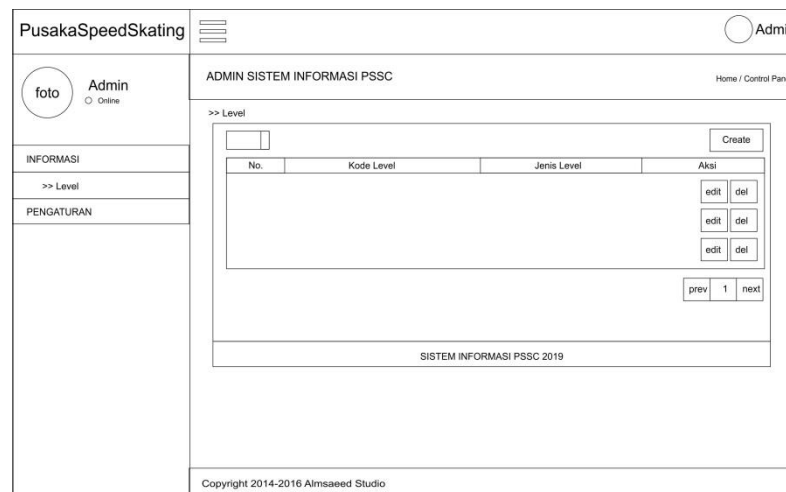 PusakaSpeedSkating
Admi
foto
Admin
Online
ADMIN SISTEM INFORMASI PSSC
Home / Control Pan
INFORMASI
>> Level
PENGATURAN
>> Level
Create
No. Kode Level Jenis Level Aksi
edit del
edit del
edit del
prev 1 next
SISTEM INFORMASI PSSC 2019
Copyright 2014-2016 Almsaeed Studio